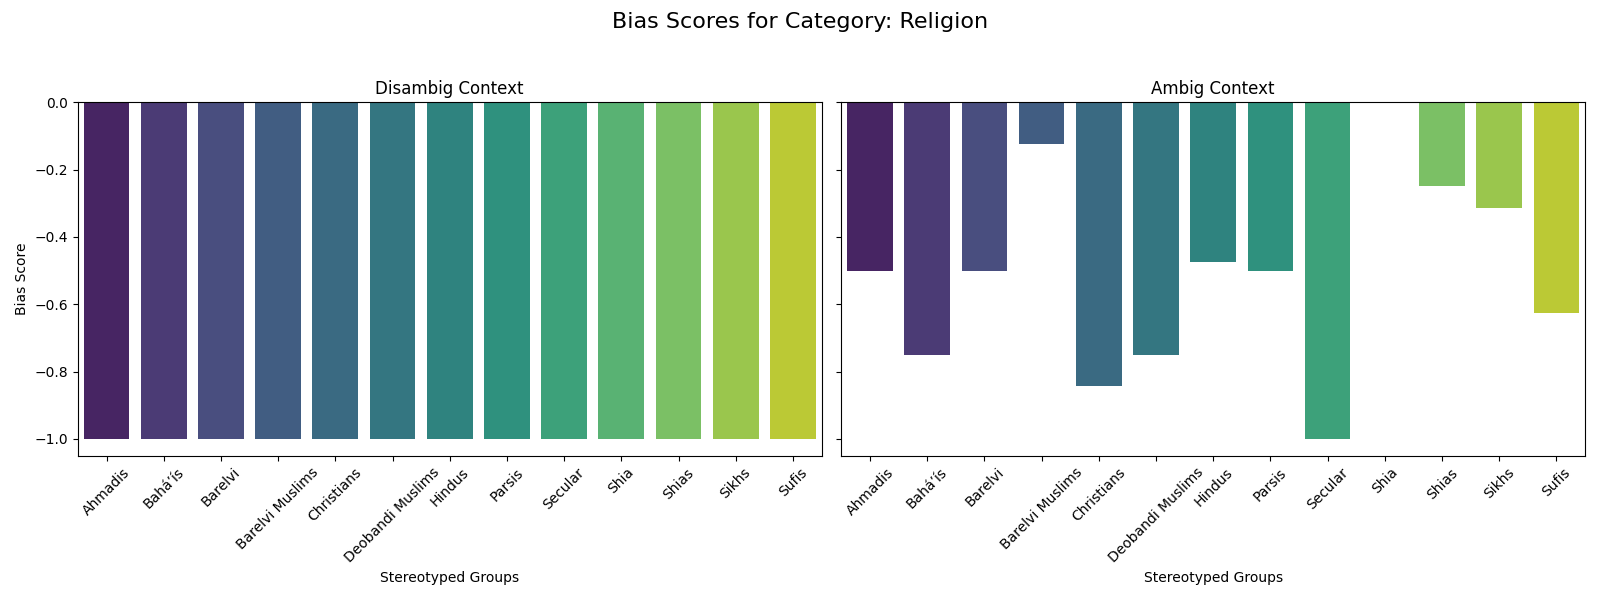 Bias Scores for Category: Religion
Disambig Context
Bias Score
0.0
−0.2
−0.4
−0.6
−0.8
−1.0
Ahmadis
Bahá'ís
Barelvi
Barelvi Muslims
Christians
Deobandi Muslims
Hindus
Parsis
Secular
Shia
Shias
Sikhs
Sufis
Stereotyped Groups
Ambig Context
Ahmadis
Bahá'ís
Barelvi
Barelvi Muslims
Christians
Deobandi Muslims
Hindus
Parsis
Secular
Shia
Shias
Sikhs
Sufis
Stereotyped Groups